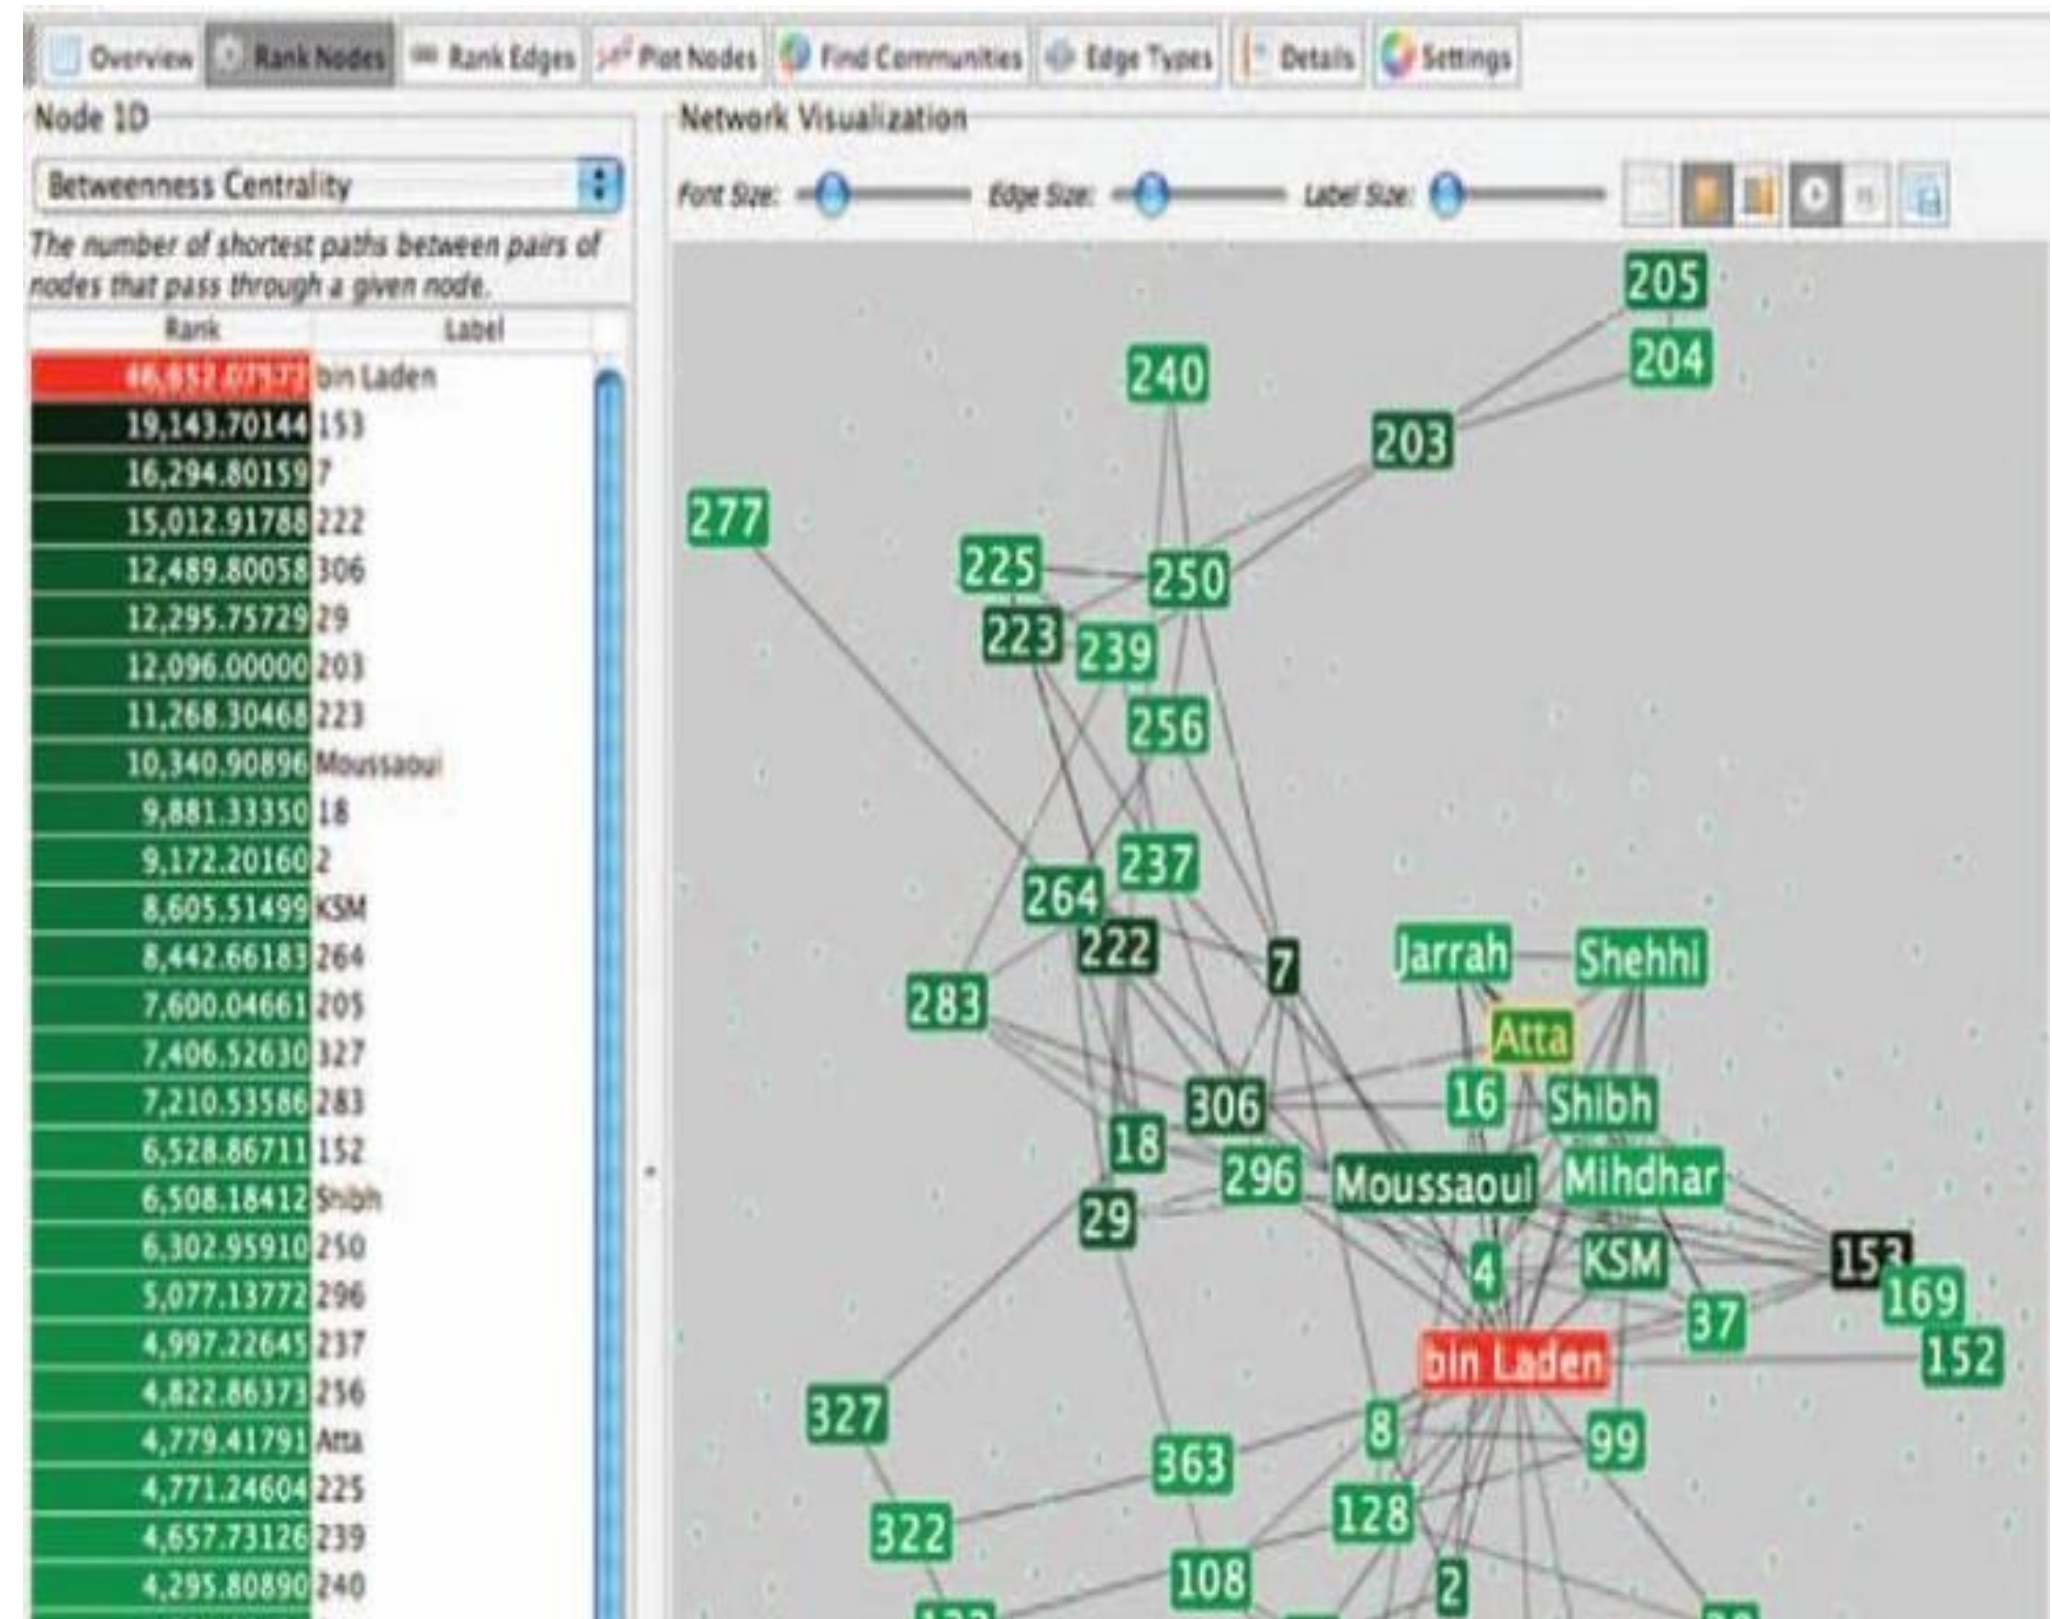 Overview Rank Nodes Rank Edges Plot Nodes Find Communities Edge Types Details Settings
Node 1D
Betweenness Centrality
The number of shortest paths between pairs of
nodes that pass through a given node.
Rank Label
46,652.07572 bin Laden
19,143.70144 153
16,294.80159 7
15,012.91788 222
12,489.80058 306
12,295.75729 29
12,096.00000 203
11,268.30468 223
10,340.90896 Moussaoui
9,881.33350 18
9,172.20160 2
8,605.51499 KSM
8,442.66183 264
7,600.04661 205
7,406.52630 327
7,210.53586 283
6,528.86711 152
6,508.18412 Shibh
6,302.95910 250
5,077.13772 296
4,997.22645 237
4,822.86373 256
4,779.41791 Atta
4,771.24604 225
4,657.73126 239
4,295.80890 240
Network Visualization
Font Size: Edge Size: Label Size:
205
204
240
203
277
225
250
223
239
256
237
264
222
7
Jarrah
Shehhi
283
Atta
306
16
Shibh
18
296
Moussaoui
Mihdhar
29
4
KSM
153
169
37
bin Laden
152
327
8
99
363
128
322
108
2